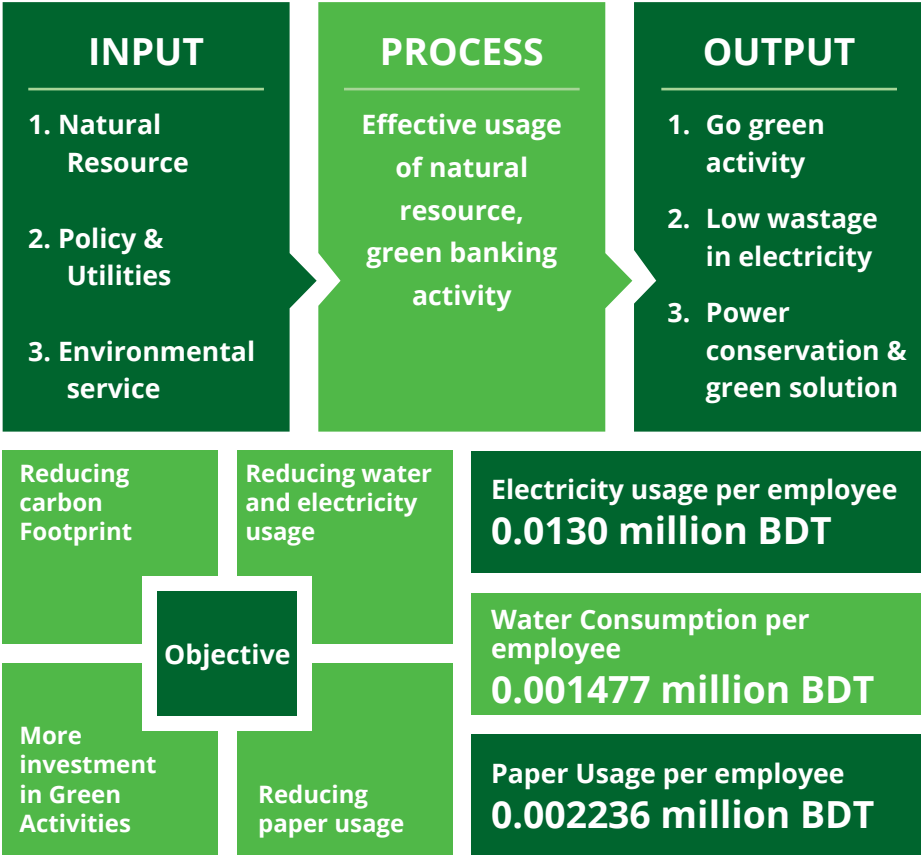 INPUT
1. Natural
Resource
2. Policy &
Utilities
3. Environmental
service
PROCESS
Effective usage
of natural
resource,
green banking
activity
OUTPUT
1. Go green
activity
2. Low wastage
in electricity
3. Power
conservation &
green solution
Reducing
carbon
Footprint
Reducing water
and electricity
usage
Objective
More
investment
in Green
Activities
Reducing
paper usage
Electricity usage per employee
0.0130 million BDT
Water Consumption per
employee
0.001477 million BDT
Paper Usage per employee
0.002236 million BDT